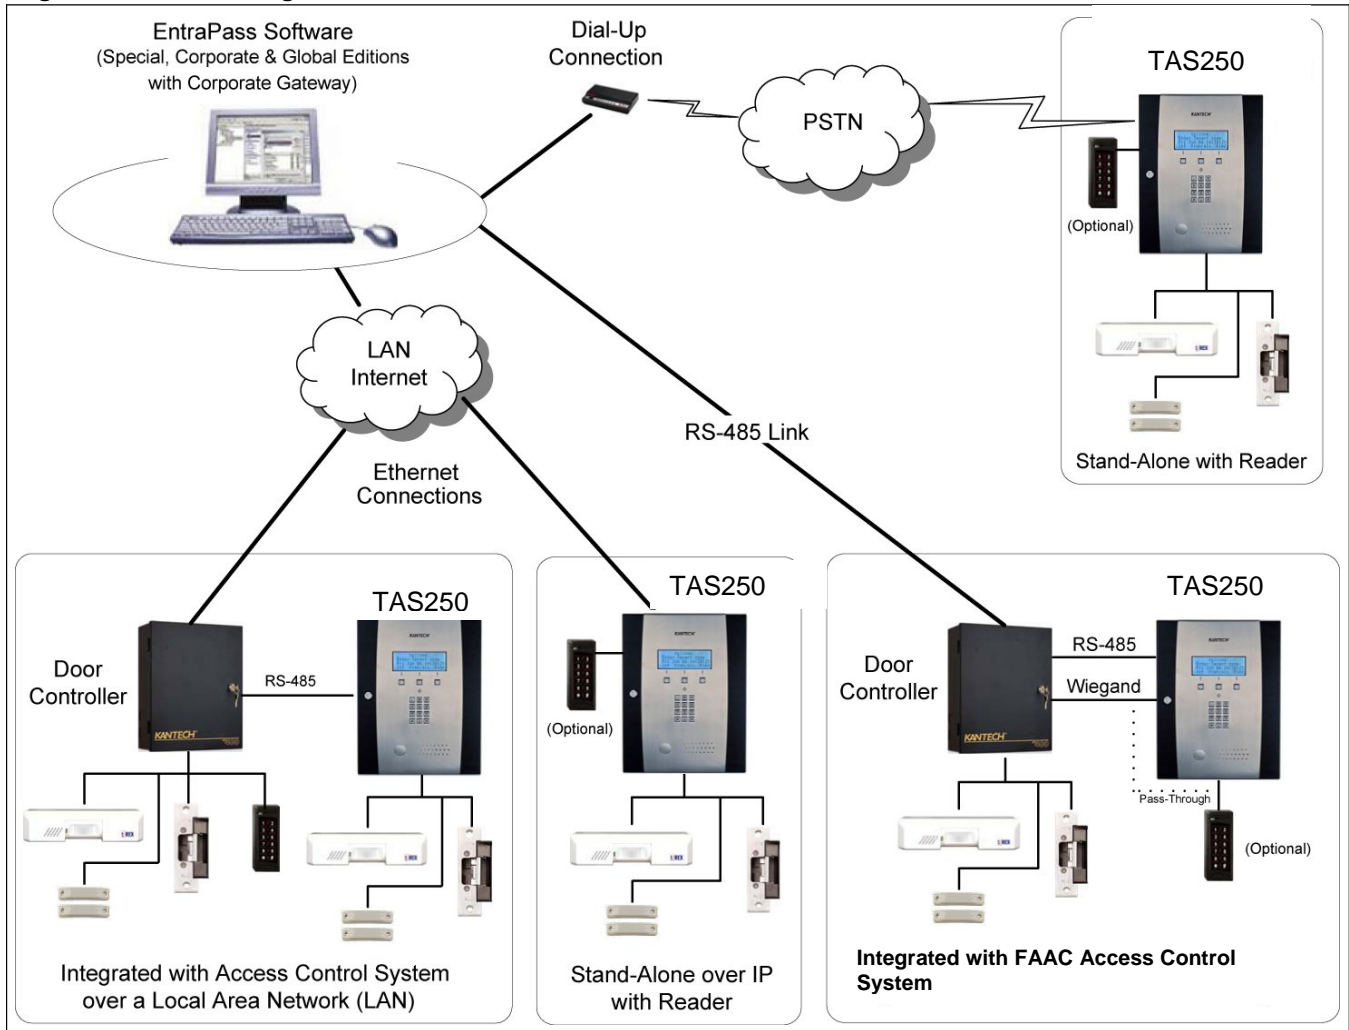 EntraPass Software
(Special, Corporate & Global Editions
with Corporate Gateway)
Dial-Up
Connection
PSTN
TAS250
KANTECH
(Optional)
Stand-Alone with Reader
LAN
Internet
RS-485 Link
Ethernet
Connections
TAS250
Door
Controller
RS-485
KANTECH
KANTECH
Integrated with Access Control System
over a Local Area Network (LAN)
TAS250
KANTECH
(Optional)
Stand-Alone over IP
with Reader
TAS250
Door
Controller
RS-485
Wiegand
KANTECH
KANTECH
Pass-Through
(Optional)
Integrated with FAAC Access Control
System